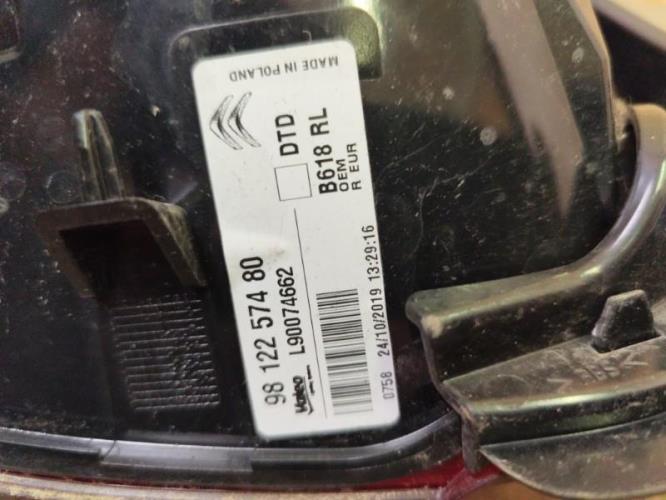 98 122 574 80
Valeo L90074662
0758 24/10/2019 13:29:16
DTD
B618 RL
OEM
R EUR
MADE IN POLAND